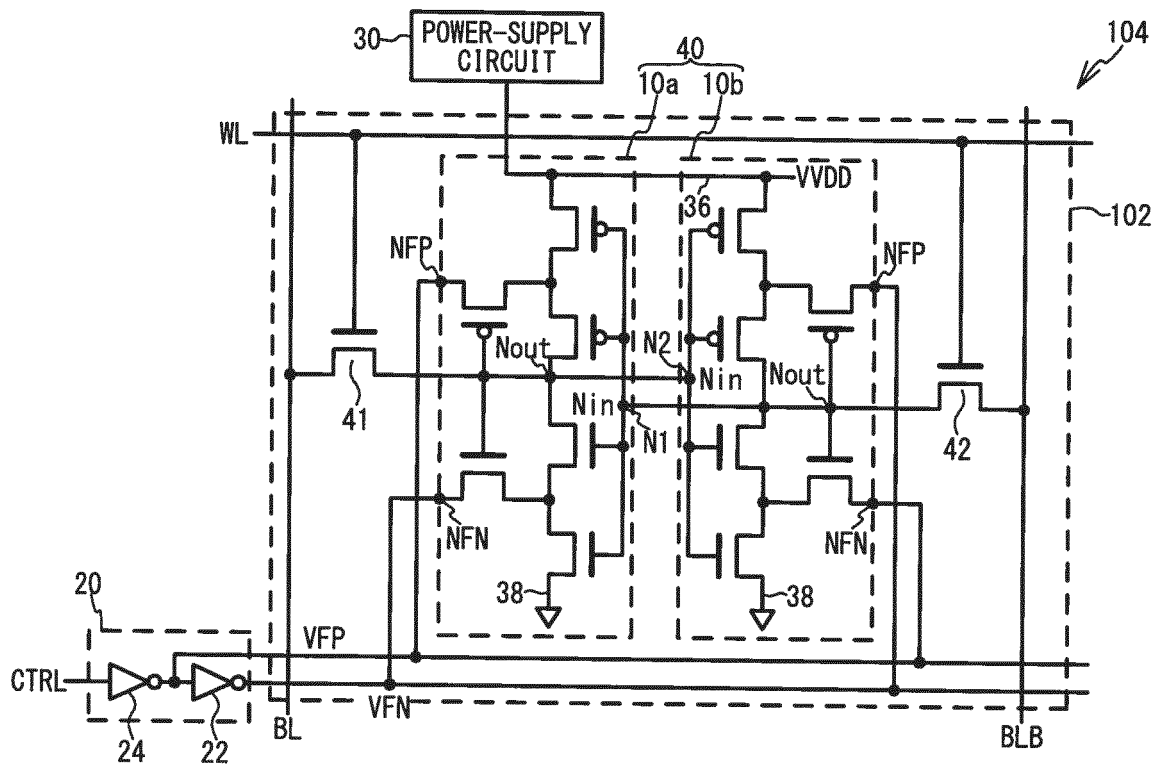 30
POWER-SUPPLY
CIRCUIT
40
10a
10b
104
WL
VVDD
36
102
NFP
NFP
Nout
N2
Nin
Nout
41
Nin
N1
42
NFN
NFN
38
38
20
VFP
CTRL
VFN
24
22
BL
BLB